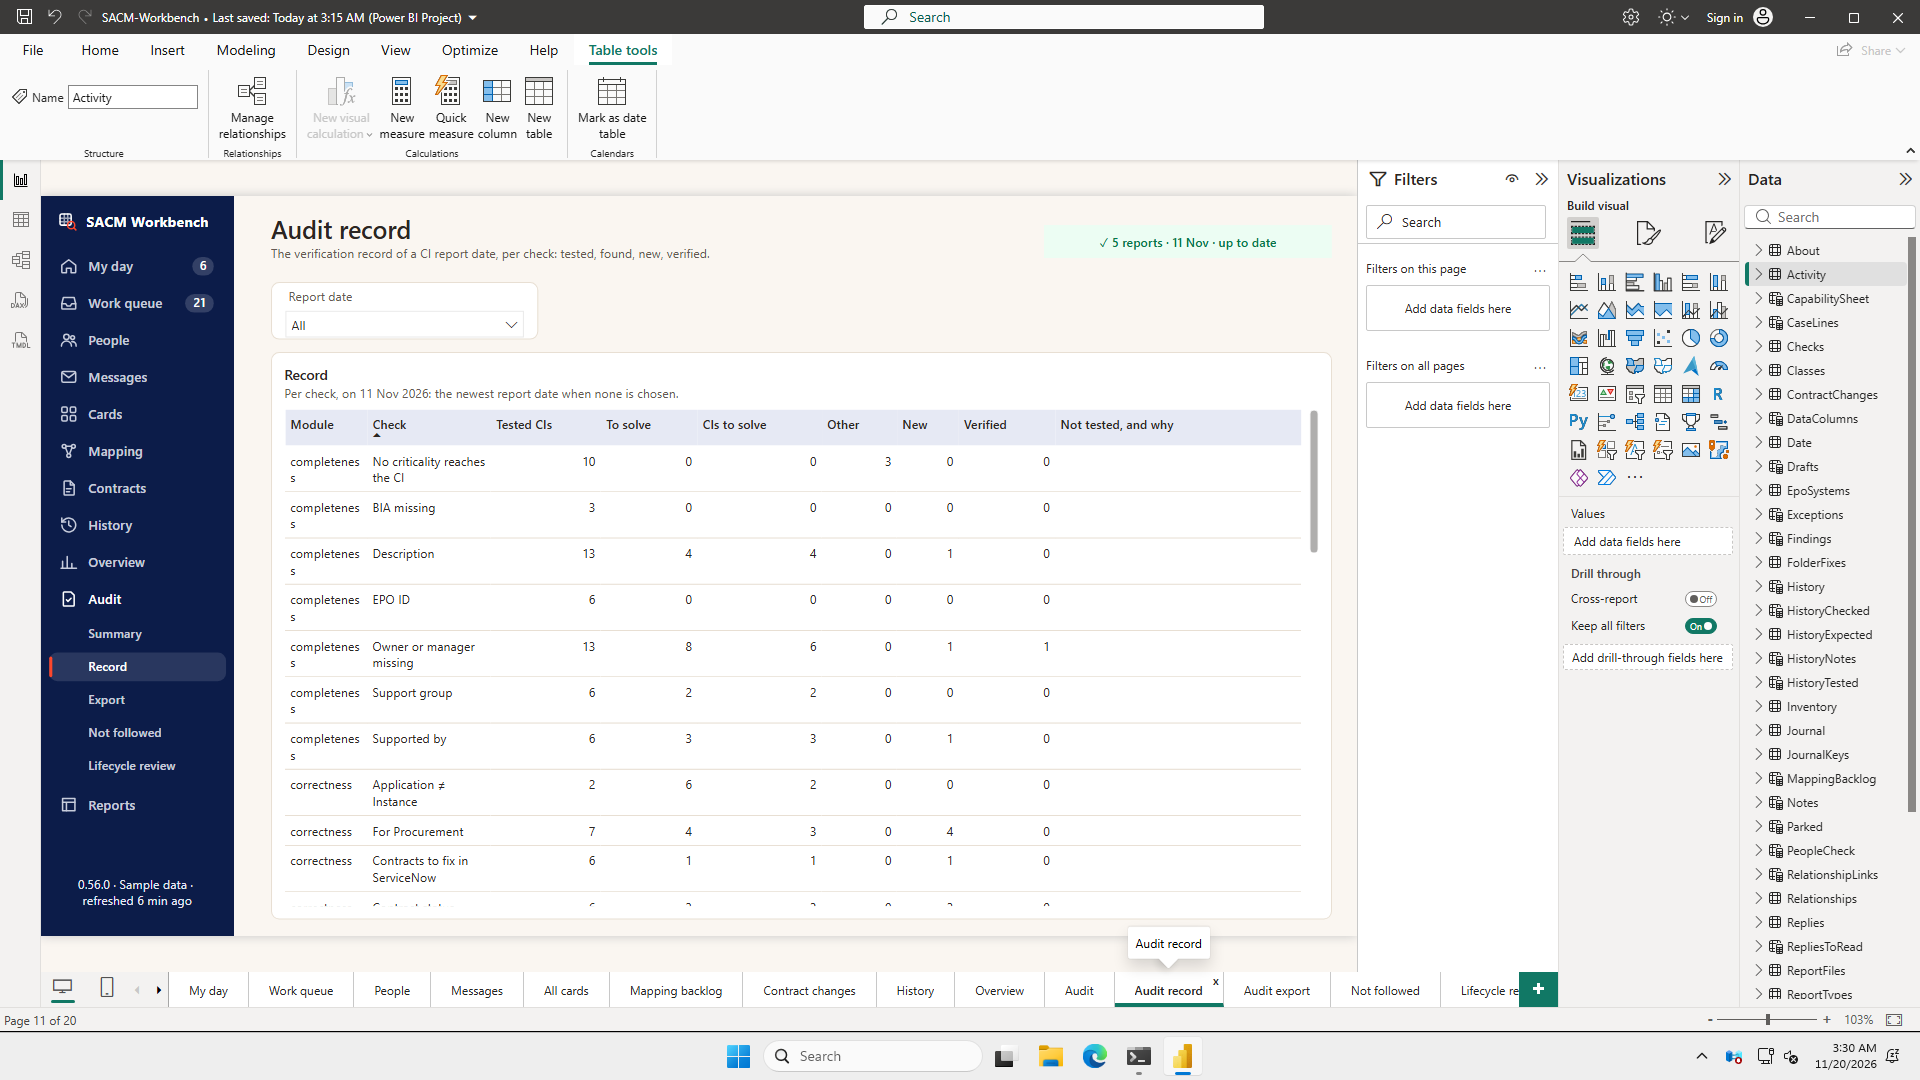 SACM-Workbench • Last saved: Today at 3:15 AM (Power BI Project)
Search
Sign in
File
Home
Insert
Modeling
Design
View
Optimize
Help
Table tools
Share
Name
Activity
Structure
Manage relationships
Relationships
New visual calculation
New measure
Quick measure
New column
New table
Calculations
Mark as date table
Calendars
SACM Workbench
My day 6
Work queue 21
People
Messages
Cards
Mapping
Contracts
History
Overview
Audit
Summary
Record
Export
Not followed
Lifecycle review
Reports
0.56.0 · Sample data ·
refreshed 6 min ago
Audit record
The verification record of a CI report date, per check: tested, found, new, verified.
✓ 5 reports · 11 Nov · up to date
Report date
All
Record
Per check, on 11 Nov 2026: the newest report date when none is chosen.
Module Check Tested CIs To solve CIs to solve Other New Verified Not tested, and why
completeness No criticality reaches the CI 10 0 0 3 0 0
completeness BIA missing 3 0 0 0 0 0
completeness Description 13 4 4 0 1 0
completeness EPO ID 6 0 0 0 0 0
completeness Owner or manager missing 13 8 6 0 1 1
completeness Support group 6 2 2 0 0 0
completeness Supported by 6 3 3 0 1 0
correctness Application ≠ Instance 2 6 2 0 0 0
correctness For Procurement 7 4 3 0 4 0
correctness Contracts to fix in ServiceNow 6 1 1 0 1 0
Filters
Search
Filters on this page
Add data fields here
Filters on all pages
Add data fields here
Visualizations
Build visual
Values
Add data fields here
Drill through
Cross-report Off
Keep all filters On
Add drill-through fields here
Data
Search
About
Activity
CapabilitySheet
CaseLines
Checks
Classes
ContractChanges
DataColumns
Date
Drafts
EpoSystems
Exceptions
Findings
FolderFixes
History
HistoryChecked
HistoryExpected
HistoryNotes
HistoryTested
Inventory
Journal
JournalKeys
MappingBacklog
Notes
Parked
PeopleCheck
RelationshipLinks
Relationships
Replies
RepliesToRead
ReportFiles
ReportTypes
Audit record
My day
Work queue
People
Messages
All cards
Mapping backlog
Contract changes
History
Overview
Audit
Audit record
Audit export
Not followed
Lifecycle re
Page 11 of 20
103%
Search
3:30 AM
11/20/2026